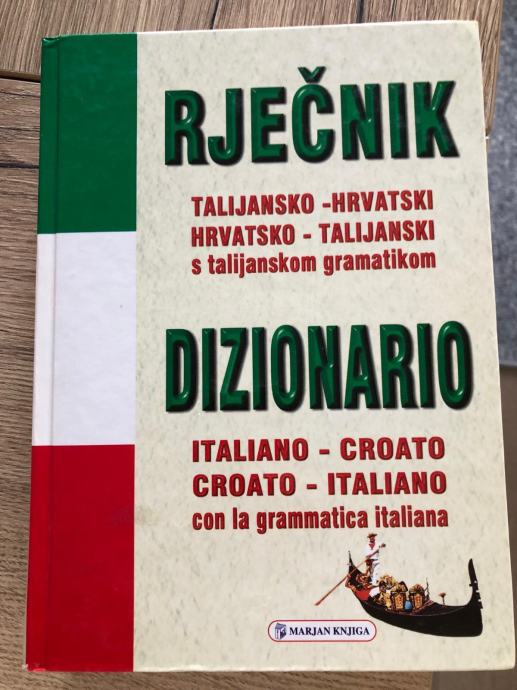 RJEČNIK
TALIJANSKO -HRVATSKI
HRVATSKO - TALIJANSKI
s talijanskom gramatikom
DIZIONARIO
ITALIANO - CROATO
CROATO - ITALIANO
con la grammatica italiana
MARJAN KNJIGA